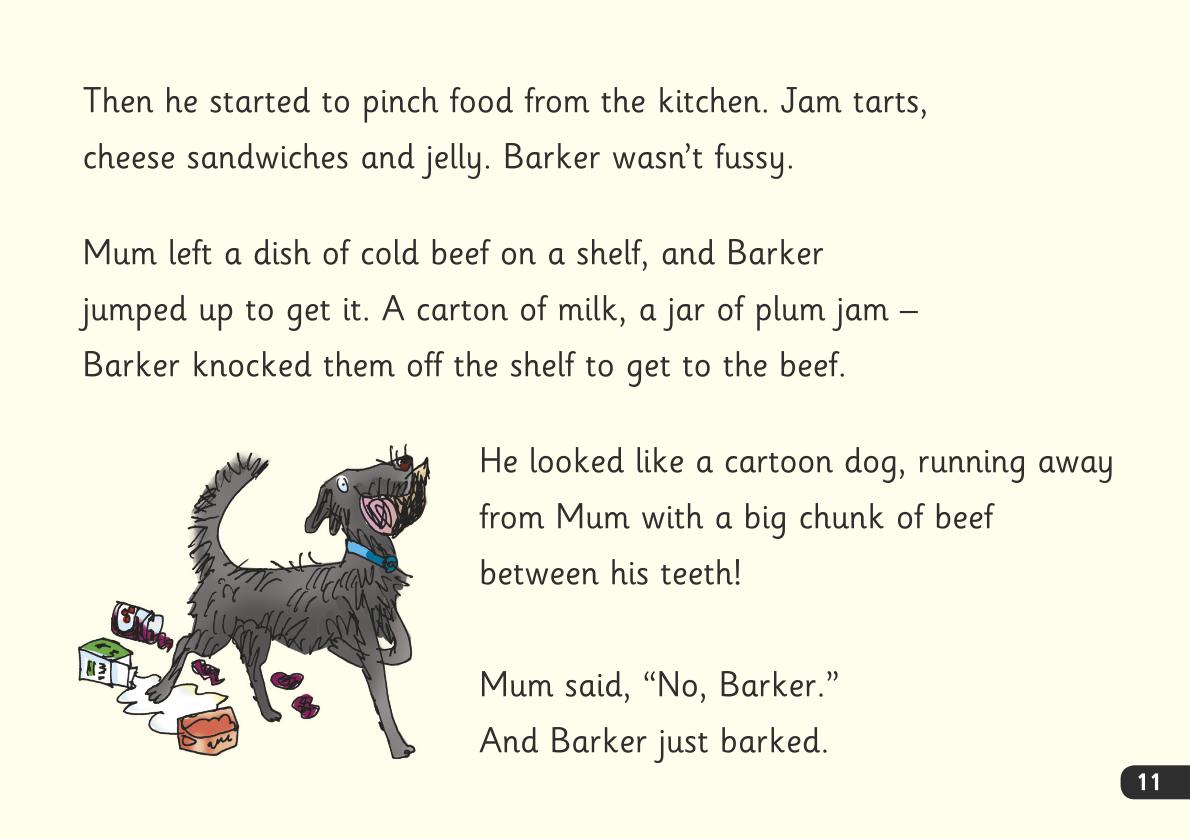 Then he started to pinch food from the kitchen. Jam tarts,
cheese sandwiches and jelly. Barker wasn’t fussy.
Mum left a dish of cold beef on a shelf, and Barker
jumped up to get it. A carton of milk, a jar of plum jam –
Barker knocked them off the shelf to get to the beef.
He looked like a cartoon dog, running away
from Mum with a big chunk of beef
between his teeth!
Mum said, “No, Barker.”
And Barker just barked.
11